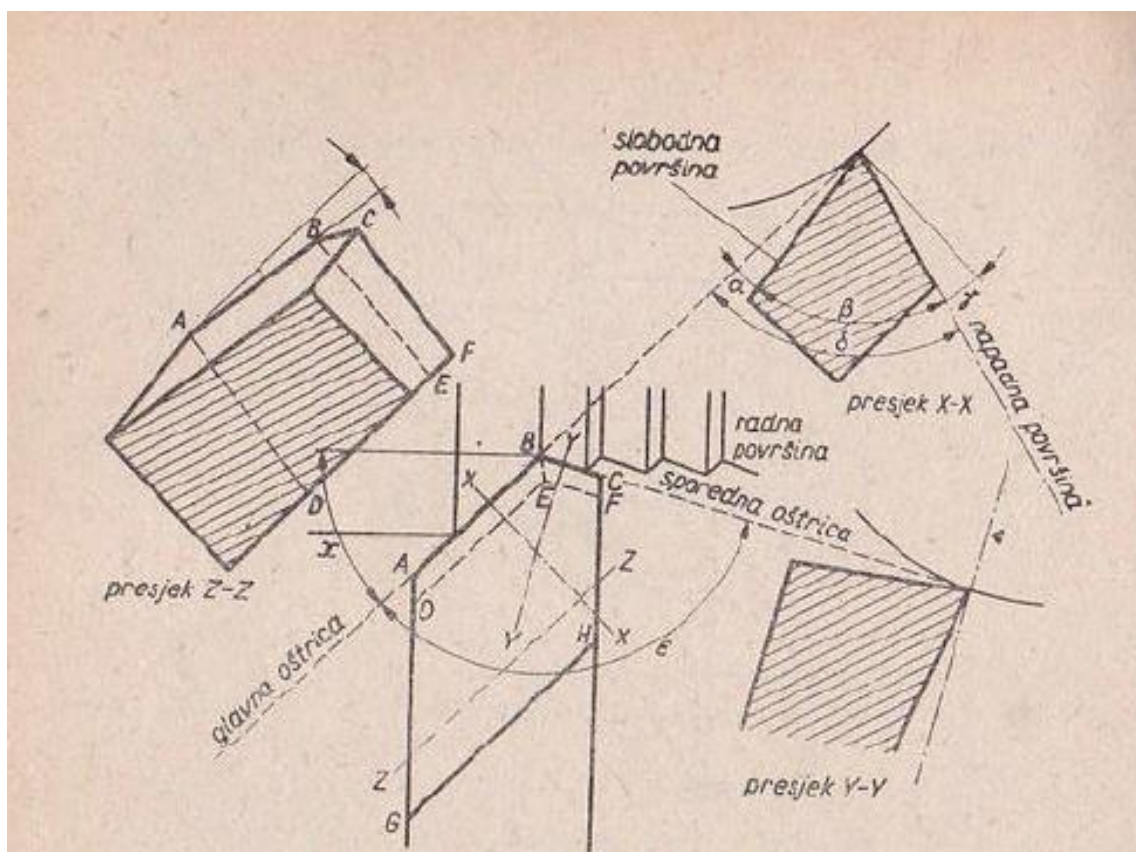 slobodna
površina
B
C
A
F
E
D
presjek Z-Z
α
β
δ
γ
presjek X-X
napadna površina
radna
površina
B
Y
C
X
E
F
sporedna oštrica
ϰ
A
D
Z
Y
H
X
ε
glavna oštrica
Z
G
presjek Y-Y